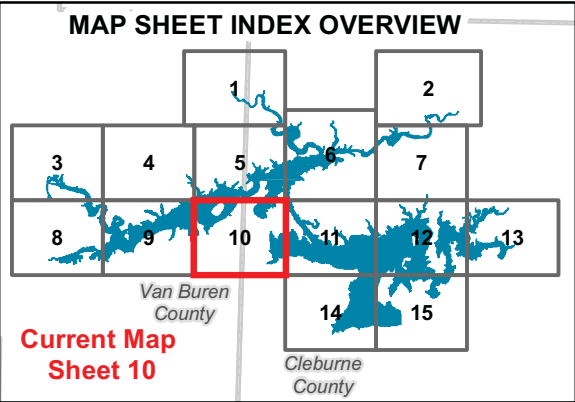 MAP SHEET INDEX OVERVIEW
1
2
3
4
5
6
7
8
9
10
11
12
13
Van Buren
County
14
15
Current Map
Sheet 10
Cleburne
County